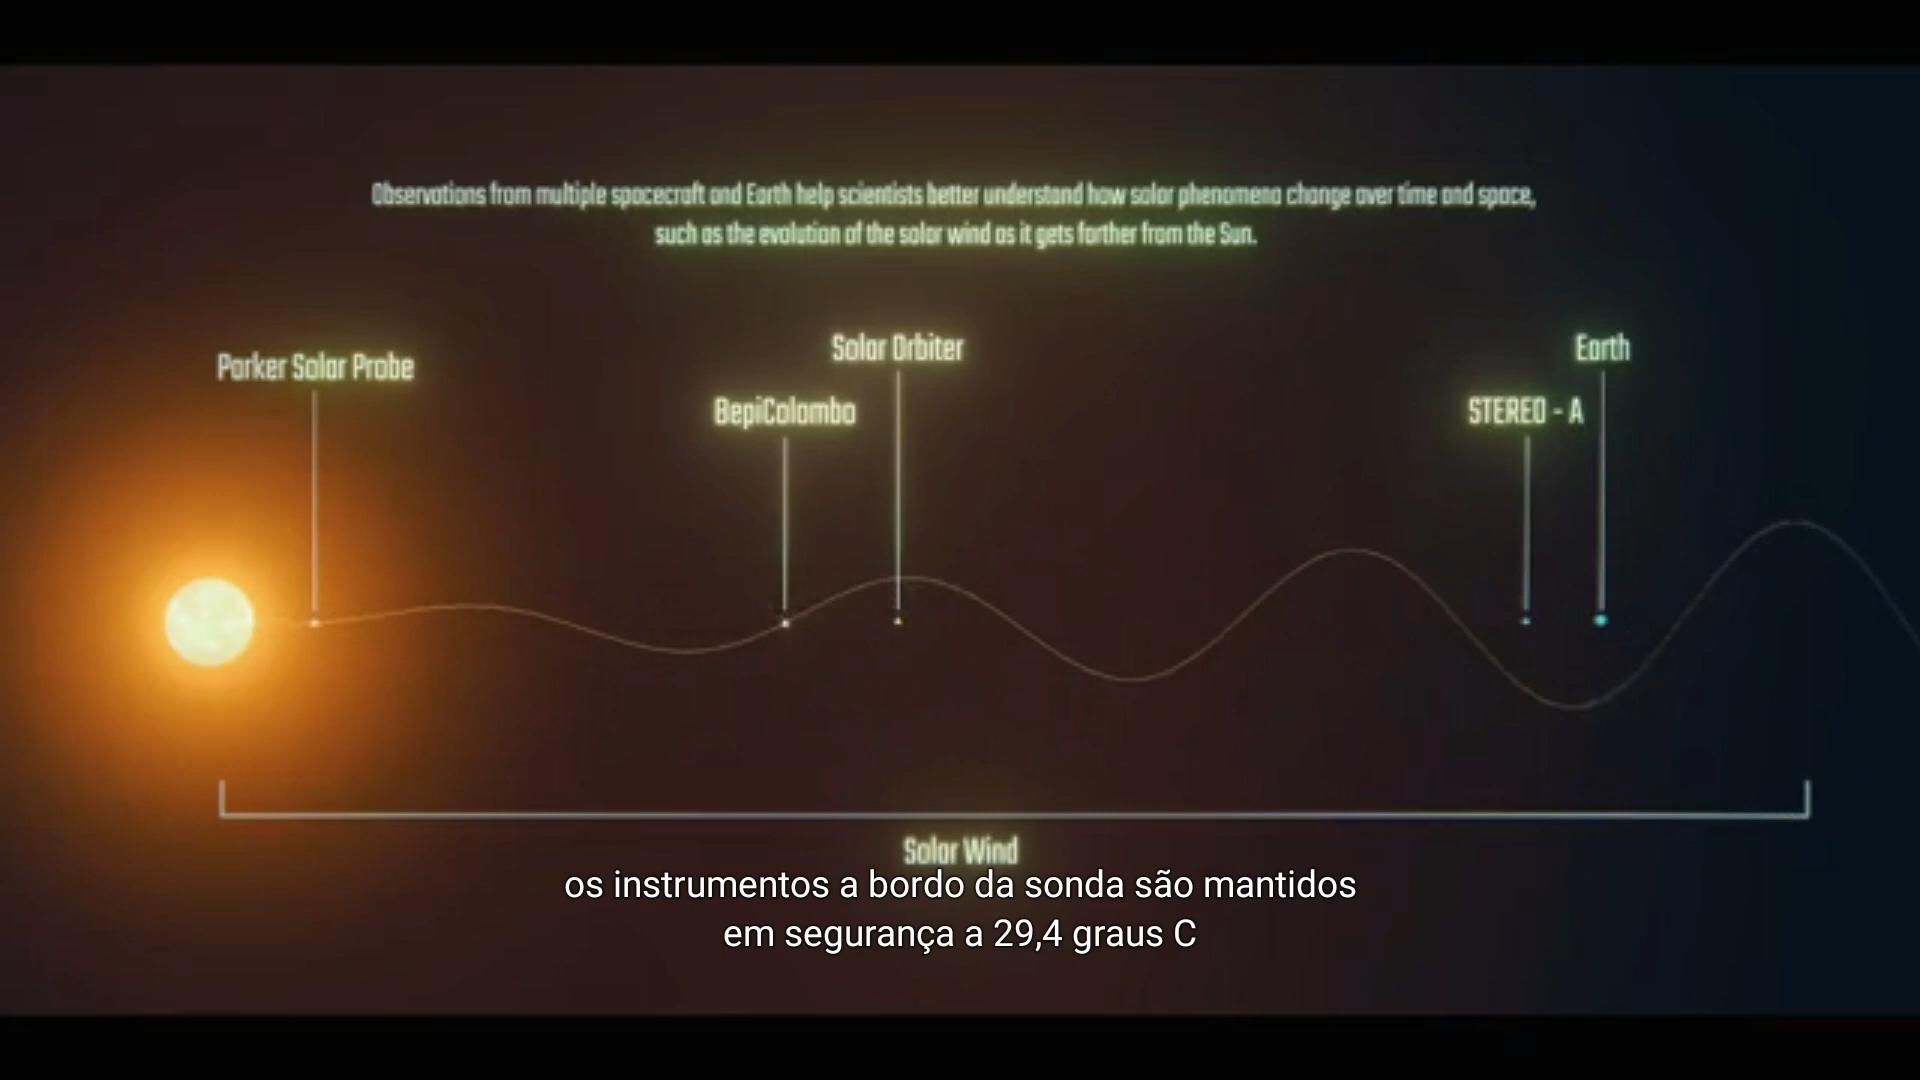 Observations from multiple spacecraft and Earth help scientists better understand how solar phenomena change over time and space,
such as the evolution of the solar wind as it gets farther from the Sun.
Parker Solar Probe
BepiColombo
Solar Orbiter
STEREO - A
Earth
Solar Wind
os instrumentos a bordo da sonda são mantidos
em segurança a 29,4 graus C